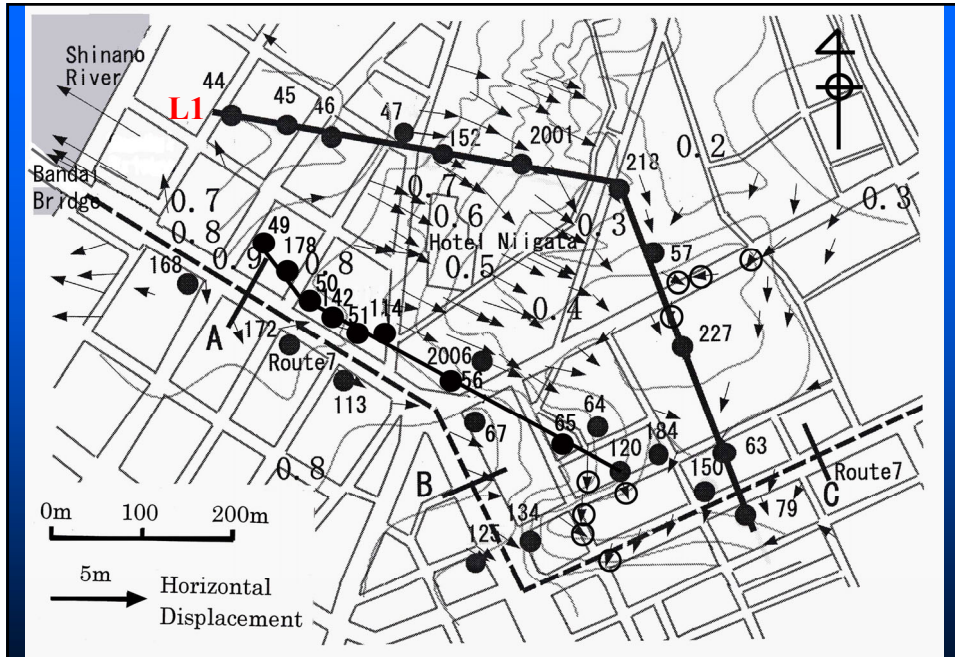 Shinano
River
44
L1
45
46
47
152
2001
218
0.2
Bandai
Bridge
0.7
0.7
0.3
49
0.8
0.6
0.3
178
Hotel Niigata
57
0.9
0.8
0.5
168
50
0.4
142
A
51
114
172
227
Route7
2006
56
113
67
65
64
184
63
0.8
120
150
B
Route7
C
0m
100
200m
134
79
125
5m
Horizontal
Displacement